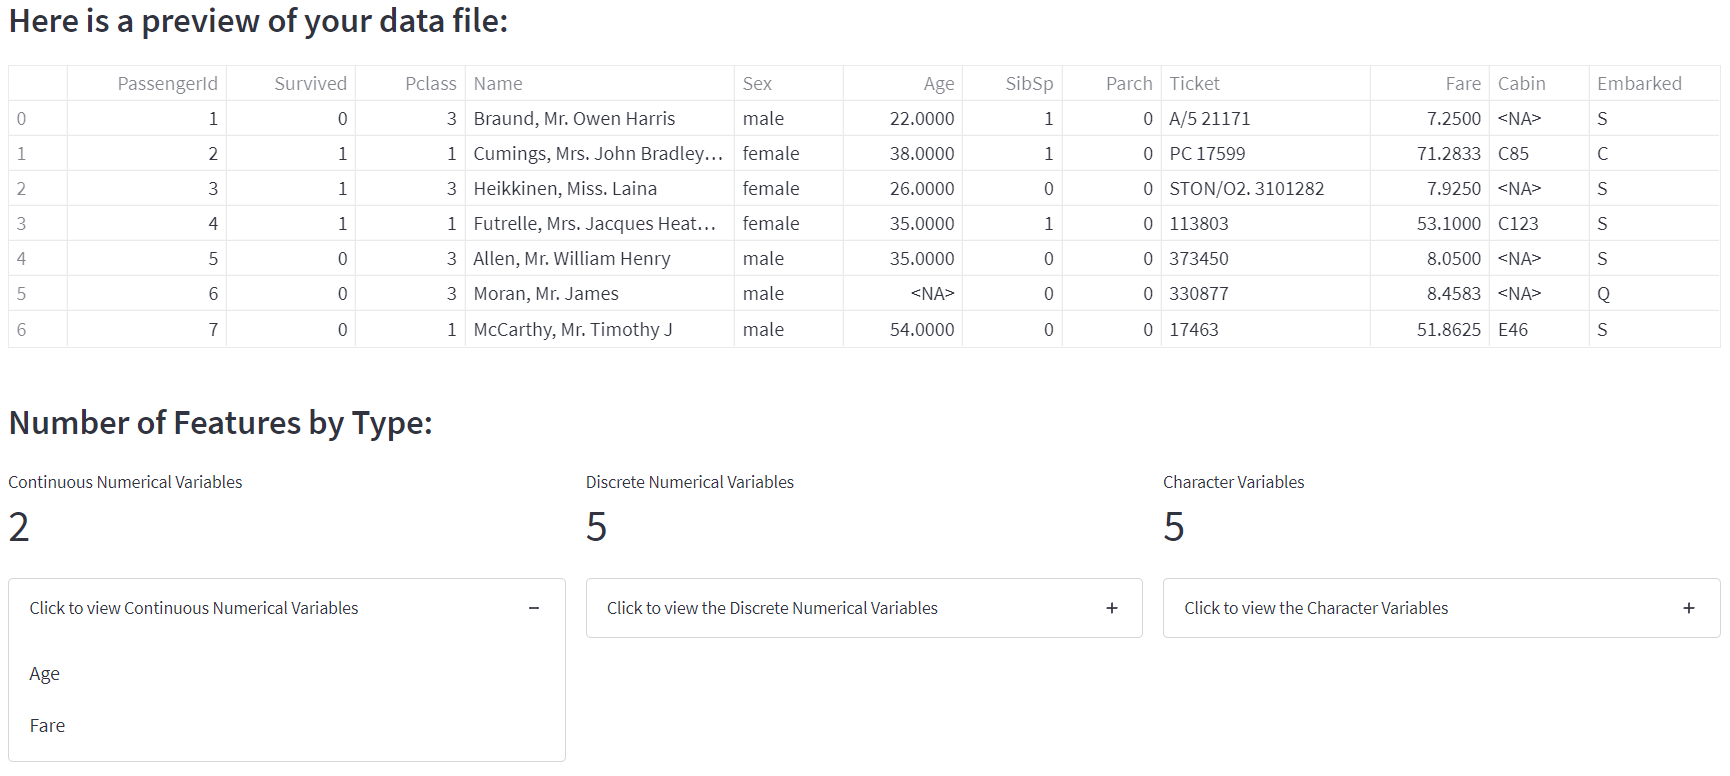 Here is a preview of your data file:
PassengerId Survived Pclass Name Sex Age SibSp Parch Ticket Fare Cabin Embarked
0 1 0 3 Braund, Mr. Owen Harris male 22.0000 1 0 A/5 21171 7.2500 <NA> S
1 2 1 1 Cumings, Mrs. John Bradley… female 38.0000 1 0 PC 17599 71.2833 C85 C
2 3 1 3 Heikkinen, Miss. Laina female 26.0000 0 0 STON/O2. 3101282 7.9250 <NA> S
3 4 1 1 Futrelle, Mrs. Jacques Heat… female 35.0000 1 0 113803 53.1000 C123 S
4 5 0 3 Allen, Mr. William Henry male 35.0000 0 0 373450 8.0500 <NA> S
5 6 0 3 Moran, Mr. James male <NA> 0 0 330877 8.4583 <NA> Q
6 7 0 1 McCarthy, Mr. Timothy J male 54.0000 0 0 17463 51.8625 E46 S
Number of Features by Type:
Continuous Numerical Variables Discrete Numerical Variables Character Variables
2 5 5
Click to view Continuous Numerical Variables − Click to view the Discrete Numerical Variables + Click to view the Character Variables +
Age
Fare